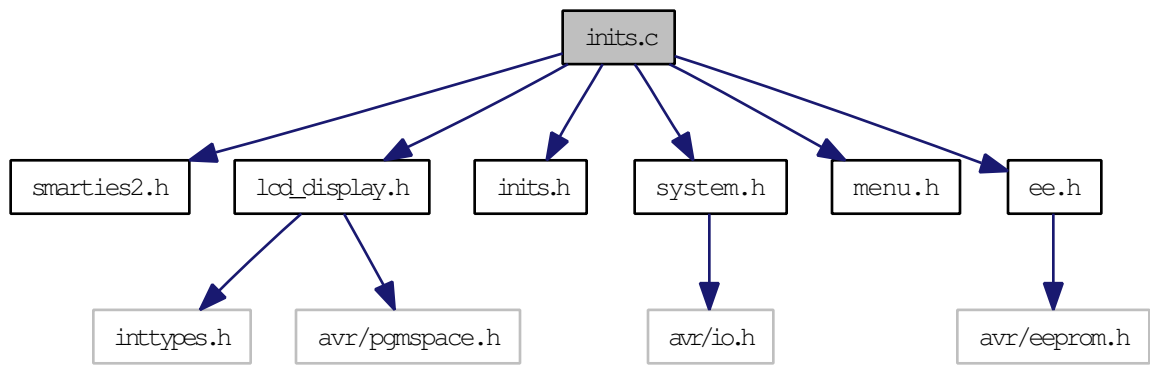 inits.c
smarties2.h
lcd_display.h
inits.h
system.h
menu.h
ee.h
inttypes.h
avr/pgmspace.h
avr/io.h
avr/eeprom.h